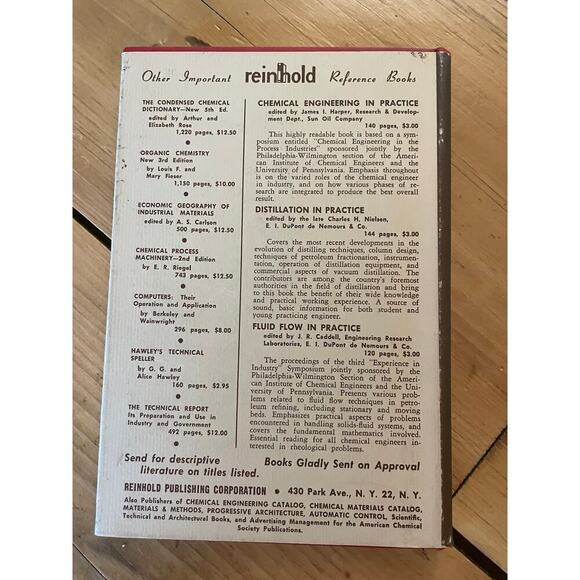 Other Important reinhold Reference Books
THE CONDENSED CHEMICAL
DICTIONARY—New 5th Ed.
edited by Arthur and
Elizabeth Rose
1,220 pages, $12.50
ORGANIC CHEMISTRY
New 3rd Edition
by Louis F. and
Mary Fieser
1,150 pages, $10.00
ECONOMIC GEOGRAPHY OF
INDUSTRIAL MATERIALS
edited by A. S. Carlson
500 pages, $12.50
CHEMICAL PROCESS
MACHINERY—2nd Edition
by E. R. Riegel
743 pages, $12.50
COMPUTERS: Their
Operation and Application
by Berkeley and
Wainwright
296 pages, $8.00
HAWLEY'S TECHNICAL
SPELLER
by G. G. and
Alice Hawley
160 pages, $2.95
THE TECHNICAL REPORT
Its Preparation and Use in
Industry and Government
492 pages, $12.00
CHEMICAL ENGINEERING IN PRACTICE
edited by James I. Harper, Research & Develop-
ment Dept., Sun Oil Company
140 pages, $3.00
This highly readable book is based on a sym-
posium entitled "Chemical Engineering in the
Process Industries" sponsored jointly by the
Philadelphia-Wilmington section of the Ameri-
can Institute of Chemical Engineers and the
University of Pennsylvania. Emphasis throughout
is on the varied roles of the chemical engineer
in industry, and on how various phases of re-
search are integrated to produce the best overall
result.
DISTILLATION IN PRACTICE
edited by the late Charles H. Nielsen,
E. I. DuPont de Nemours & Co.
144 pages, $3.00
Covers the most recent developments in the
evolution of distilling techniques, column design,
techniques of petroleum fractionation, instrumen-
tation, operation of distillation equipment, and
commercial aspects of vacuum distillation. The
contributors are among the country's foremost
authorities in the field of distillation and bring
to this book the benefit of their wide knowledge
and practical working experience. A source of
sound, basic information for both student and
young practicing engineer.
FLUID FLOW IN PRACTICE
edited by J. R. Caddell, Engineering Research
Laboratories, E. I. DuPont de Nemours & Co.
120 pages, $3.00
The proceedings of the third "Experience in
Industry" Symposium jointly sponsored by the
Philadelphia-Wilmington Section of the Ameri-
can Institute of Chemical Engineers and the Uni-
versity of Pennsylvania. Presents various prob-
lems related to fluid flow techniques in pe-
troleum refining, including stationary and moving
beds. Emphasizes practical aspects of problems
encountered in handling solids-fluid systems, and
covers the fundamental mathematics involved.
Essential reading for all chemical engineers in-
terested in rheological problems.
Send for descriptive
literature on titles listed.
Books Gladly Sent on Approval
REINHOLD PUBLISHING CORPORATION • 430 Park Ave., N. Y. 22, N. Y.
Also Publishers of CHEMICAL ENGINEERING CATALOG, CHEMICAL MATERIALS CATALOG,
MATERIALS & METHODS, PROGRESSIVE ARCHITECTURE, AUTOMATIC CONTROL, Scientific,
Technical and Architectural Books, and Advertising Management for the American Chemical
Society Publications.